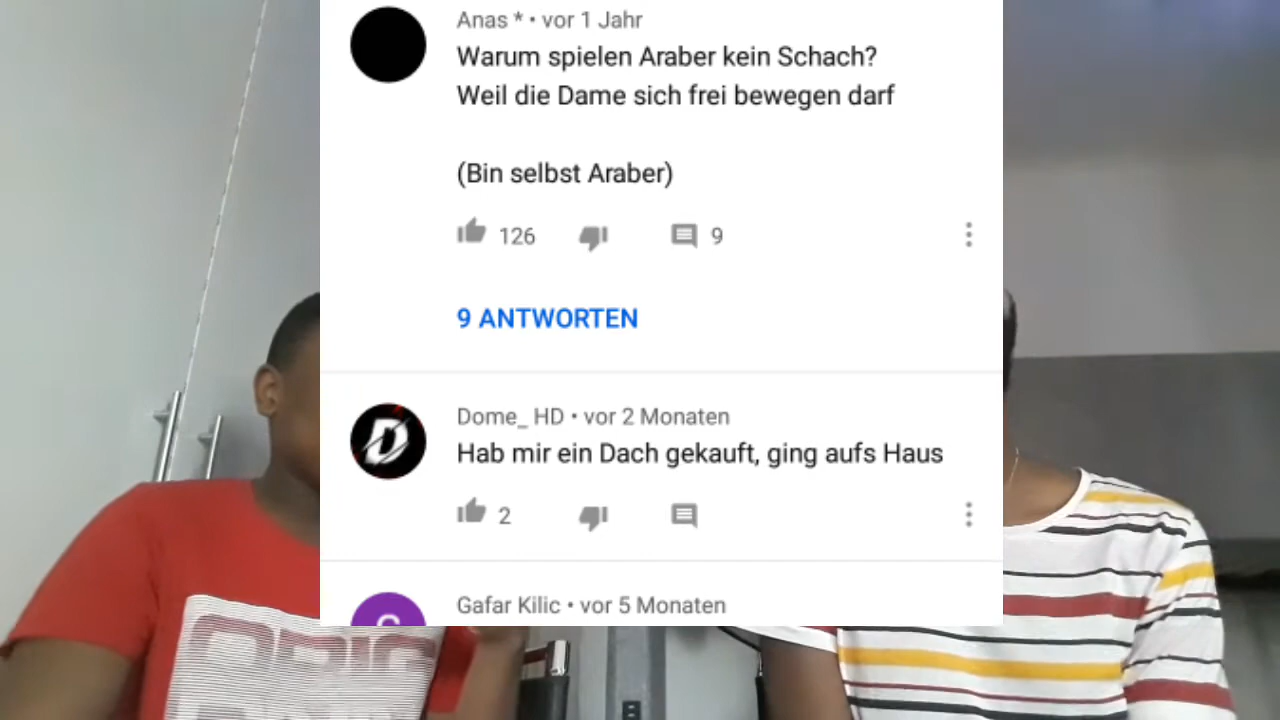 Anas * • vor 1 Jahr
Warum spielen Araber kein Schach?
Weil die Dame sich frei bewegen darf
(Bin selbst Araber)
126
9
9 ANTWORTEN
Dome_ HD • vor 2 Monaten
D
Hab mir ein Dach gekauft, ging aufs Haus
2
Gafar Kilic • vor 5 Monaten